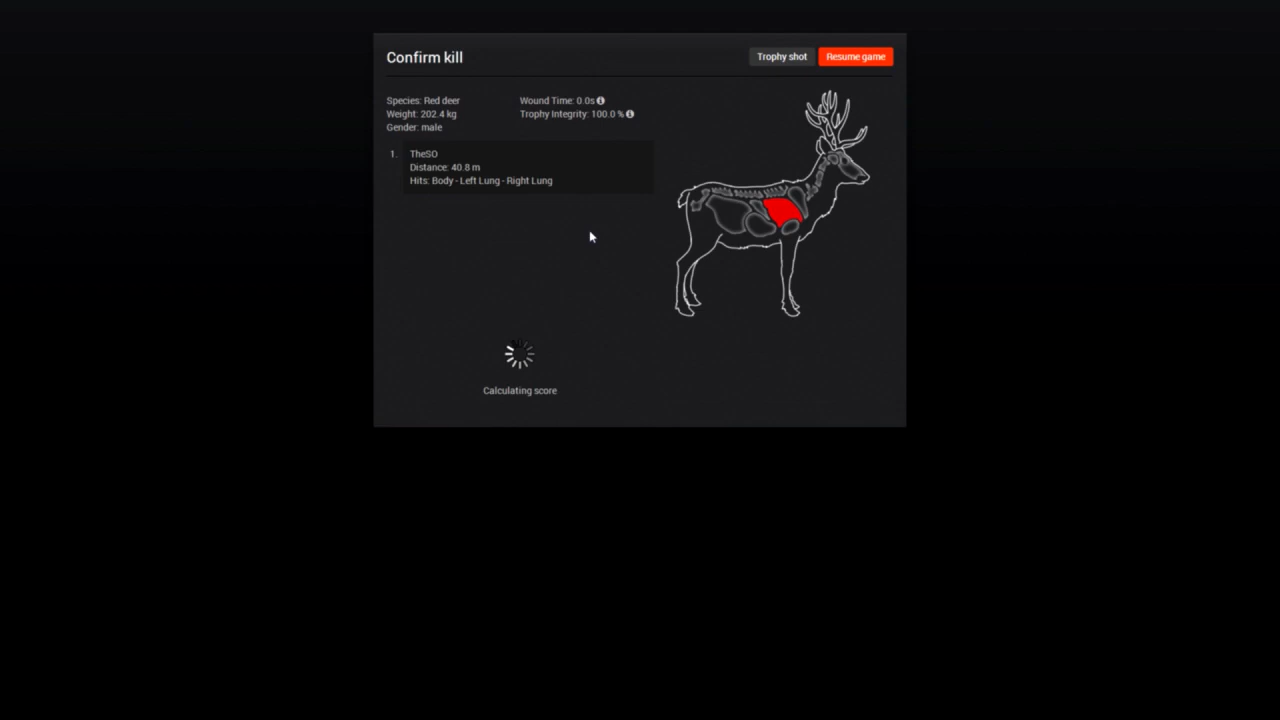 Confirm kill
Trophy shot
Resume game
Species: Red deer
Weight: 202.4 kg
Gender: male
Wound Time: 0.0s
Trophy Integrity: 100.0 %
1.
TheSO
Distance: 40.8 m
Hits: Body - Left Lung - Right Lung
Calculating score